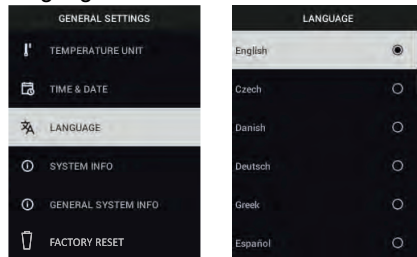 GENERAL SETTINGS
TEMPERATURE UNIT
TIME & DATE
LANGUAGE
SYSTEM INFO
GENERAL SYSTEM INFO
FACTORY RESET
LANGUAGE
English
Czech
Danish
Deutsch
Greek
Español